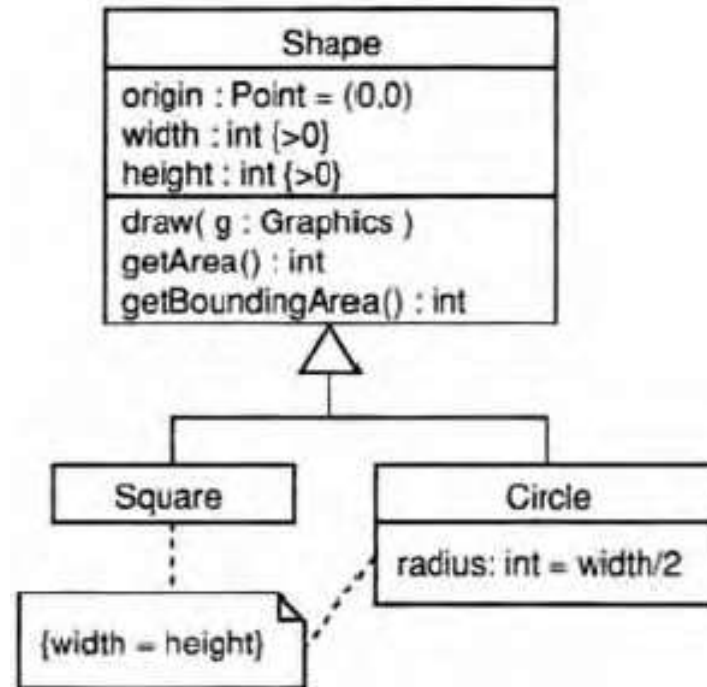 Shape
origin : Point = (0,0)
width : int {>0}
height : int {>0}
draw( g : Graphics )
getArea() : int
getBoundingArea() : int
Square
Circle
radius: int = width/2
{width = height}